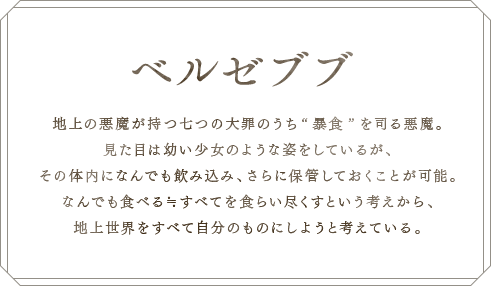 ベルゼブブ
地上の悪魔が持つ七つの大罪のうち“暴食”を司る悪魔。
見た目は幼い少女のような姿をしているが、
その体内になんでも飲み込み、さらに保管しておくことが可能。
なんでも食べる≒すべてを食らい尽くすという考えから、
地上世界をすべて自分のものにしようと考えている。